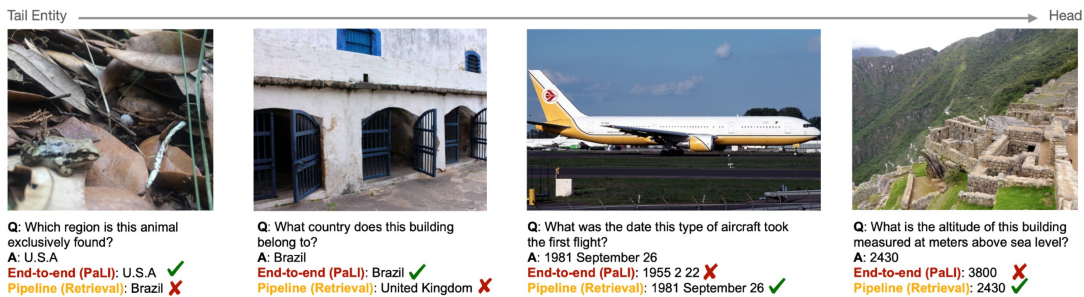 Tail Entity Head
Q: Which region is this animal
exclusively found?
A: U.S.A
End-to-end (PaLI): U.S.A
Pipeline (Retrieval): Brazil
Q: What country does this building
belong to?
A: Brazil
End-to-end (PaLI): Brazil
Pipeline (Retrieval): United Kingdom
Q: What was the date this type of aircraft took
the first flight?
A: 1981 September 26
End-to-end (PaLI): 1955 2 22
Pipeline (Retrieval): 1981 September 26
Q: What is the altitude of this building
measured at meters above sea level?
A: 2430
End-to-end (PaLI): 3800
Pipeline (Retrieval): 2430